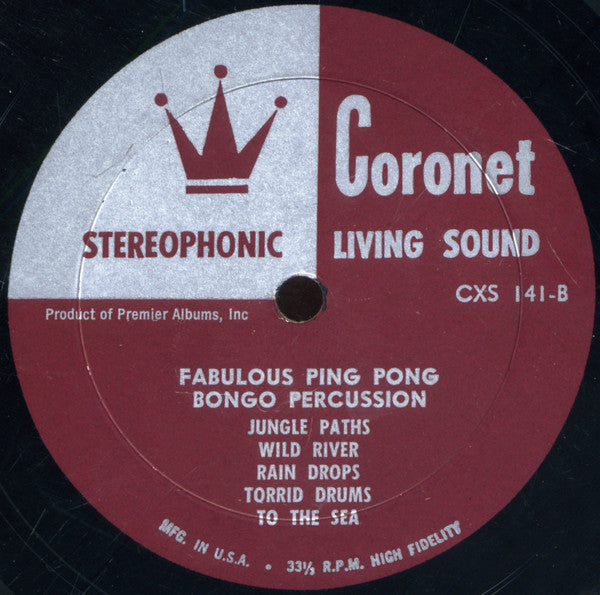 Coronet
STEREOPHONIC
LIVING SOUND
CXS 141-B
Product of Premier Albums, Inc
FABULOUS PING PONG
BONGO PERCUSSION
JUNGLE PATHS
WILD RIVER
RAIN DROPS
TORRID DRUMS
TO THE SEA
MFG. IN U.S.A. • 33⅓ R.P.M. HIGH FIDELITY